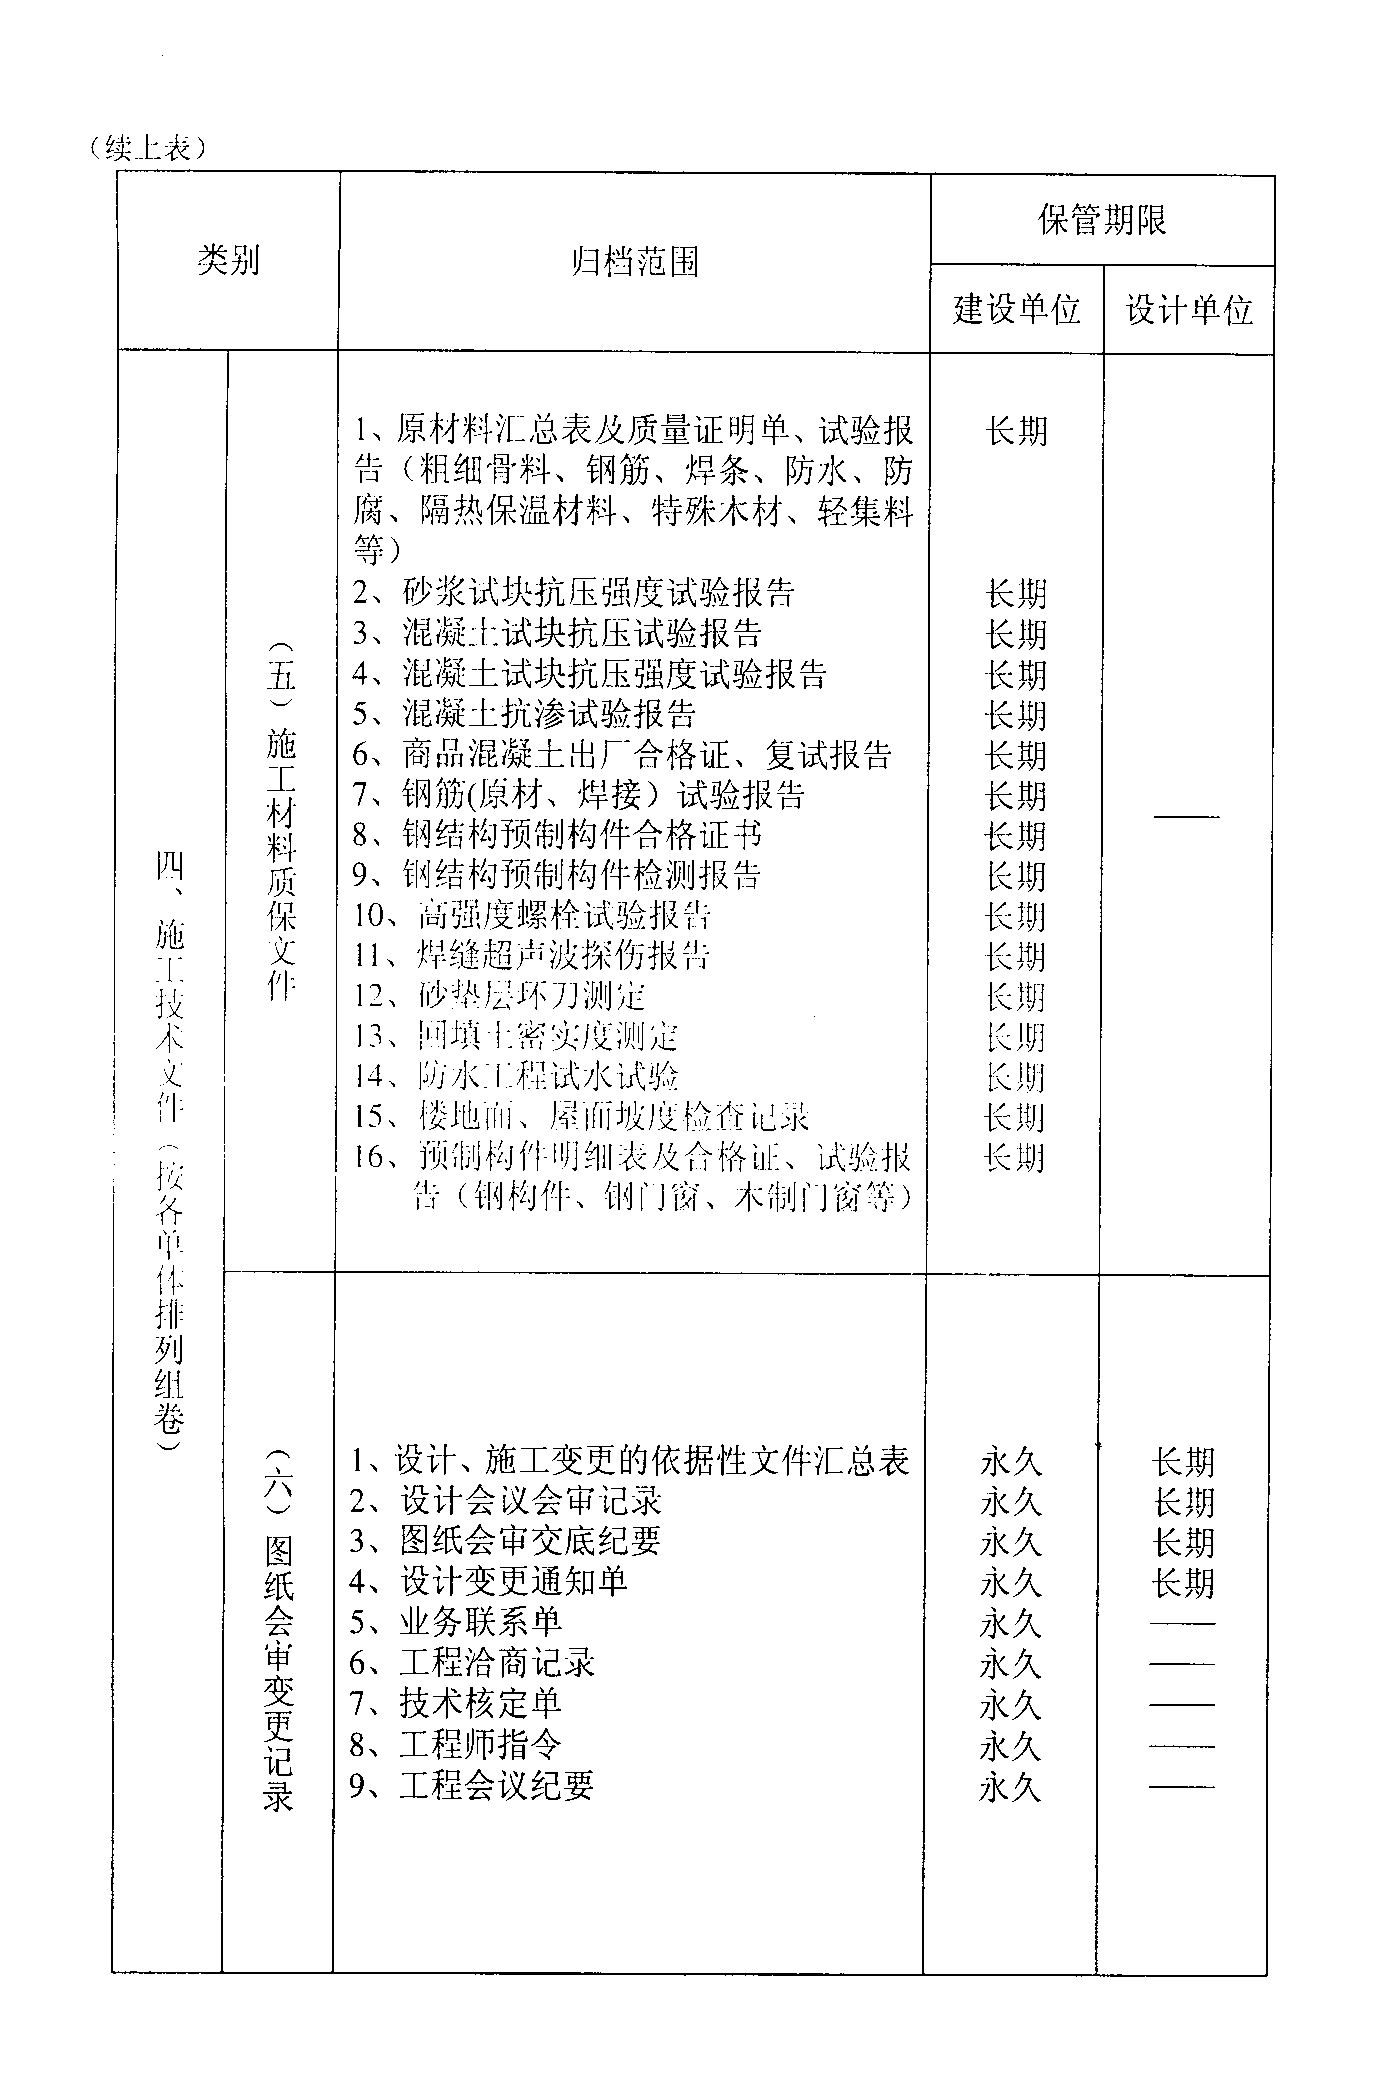 （续上表）
类别
归档范围
保管期限
建设单位
设计单位
四、施工技术文件（按各单体排列组卷）
（五）施工材料质保文件
1、原材料汇总表及质量证明单、试验报 长期
告（粗细骨料、钢筋、焊条、防水、防
腐、隔热保温材料、特殊木材、轻集料
等）
2、砂浆试块抗压强度试验报告 长期
3、混凝土试块抗压试验报告 长期
4、混凝土试块抗压强度试验报告 长期
5、混凝土抗渗试验报告 长期
6、商品混凝土出厂合格证、复试报告 长期
7、钢筋(原材、焊接）试验报告 长期 ——
8、钢结构预制构件合格证书 长期
9、钢结构预制构件检测报告 长期
10、高强度螺栓试验报告 长期
11、焊缝超声波探伤报告 长期
12、砂垫层环刀测定 长期
13、回填土密实度测定 长期
14、防水工程试水试验 长期
15、楼地面、屋面坡度检查记录 长期
16、预制构件明细表及合格证、试验报 长期
告（钢构件、钢门窗、木制门窗等）
（六）图纸会审变更记录
1、设计、施工变更的依据性文件汇总表 永久 长期
2、设计会议会审记录 永久 长期
3、图纸会审交底纪要 永久 长期
4、设计变更通知单 永久 长期
5、业务联系单 永久 ——
6、工程洽商记录 永久 ——
7、技术核定单 永久 ——
8、工程师指令 永久 ——
9、工程会议纪要 永久 ——